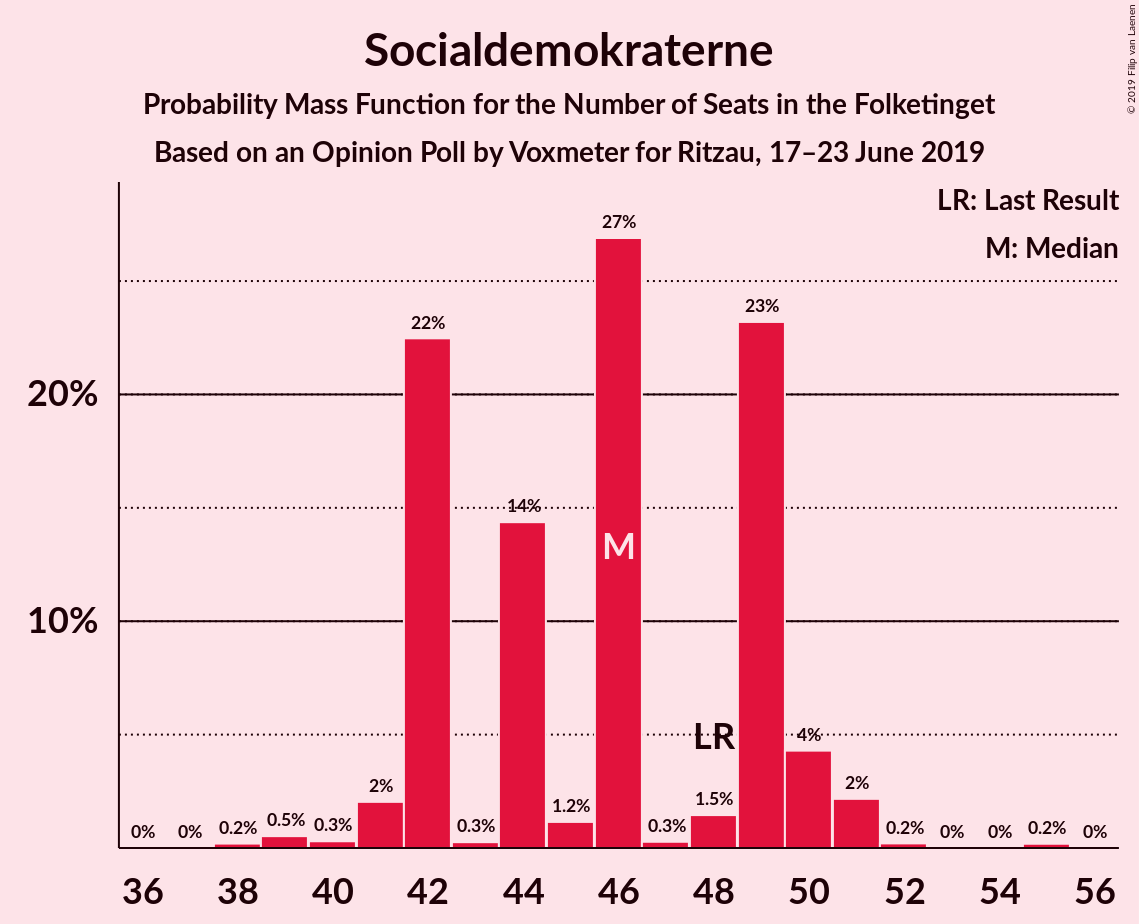 Socialdemokraterne
Probability Mass Function for the Number of Seats in the Folketinget
Based on an Opinion Poll by Voxmeter for Ritzau, 17–23 June 2019
© 2019 Filip van Laenen
LR: Last Result
M: Median
20%
10%
0%
0%
0.2%
0.5%
0.3%
2%
22%
0.3%
14%
1.2%
27%
M
0.3%
1.5%
LR
23%
4%
2%
0.2%
0%
0%
0.2%
0%
36 38 40 42 44 46 48 50 52 54 56